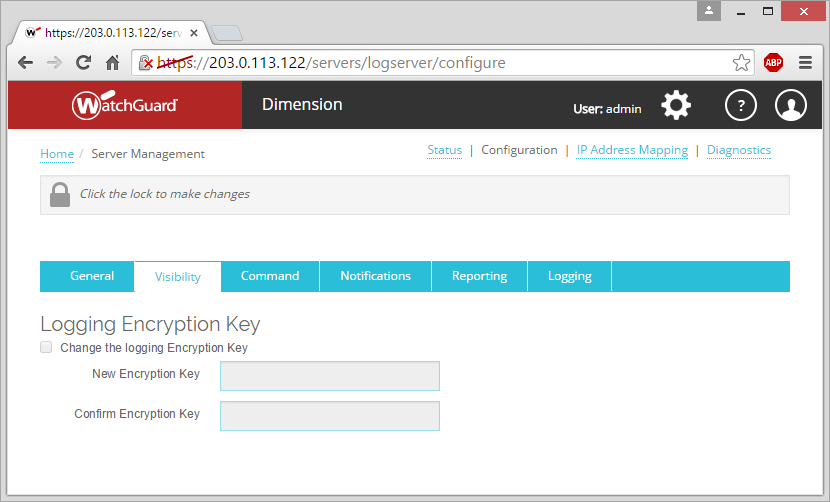 https://203.0.113.122/serv
https://203.0.113.122/servers/logserver/configure
ABP
WatchGuard
Dimension
User: admin
?
Home / Server Management
Status | Configuration | IP Address Mapping | Diagnostics
Click the lock to make changes
General Visibility Command Notifications Reporting Logging
Logging Encryption Key
Change the logging Encryption Key
New Encryption Key
Confirm Encryption Key